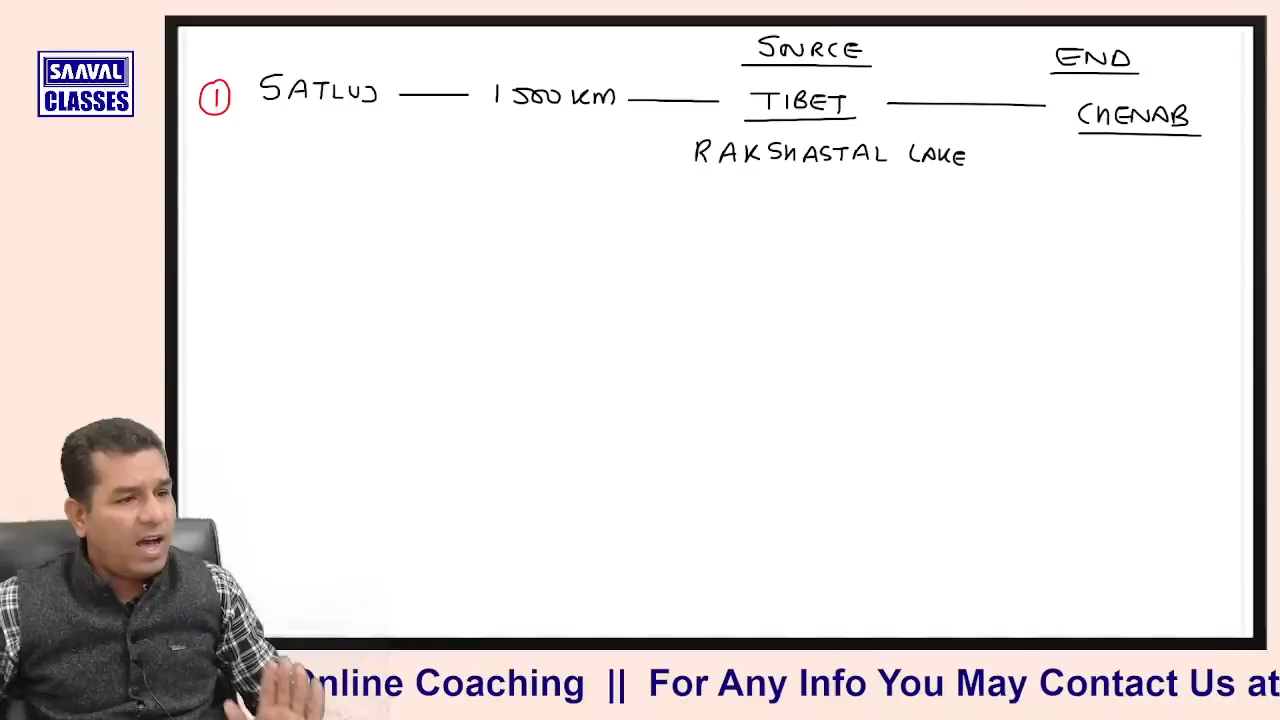 SAAVAL
CLASSES
SOURCE
END
1 SATLUJ — 1500 KM — TIBET — CHENAB
RAKSHASTAL LAKE
Online Coaching || For Any Info You May Contact Us at